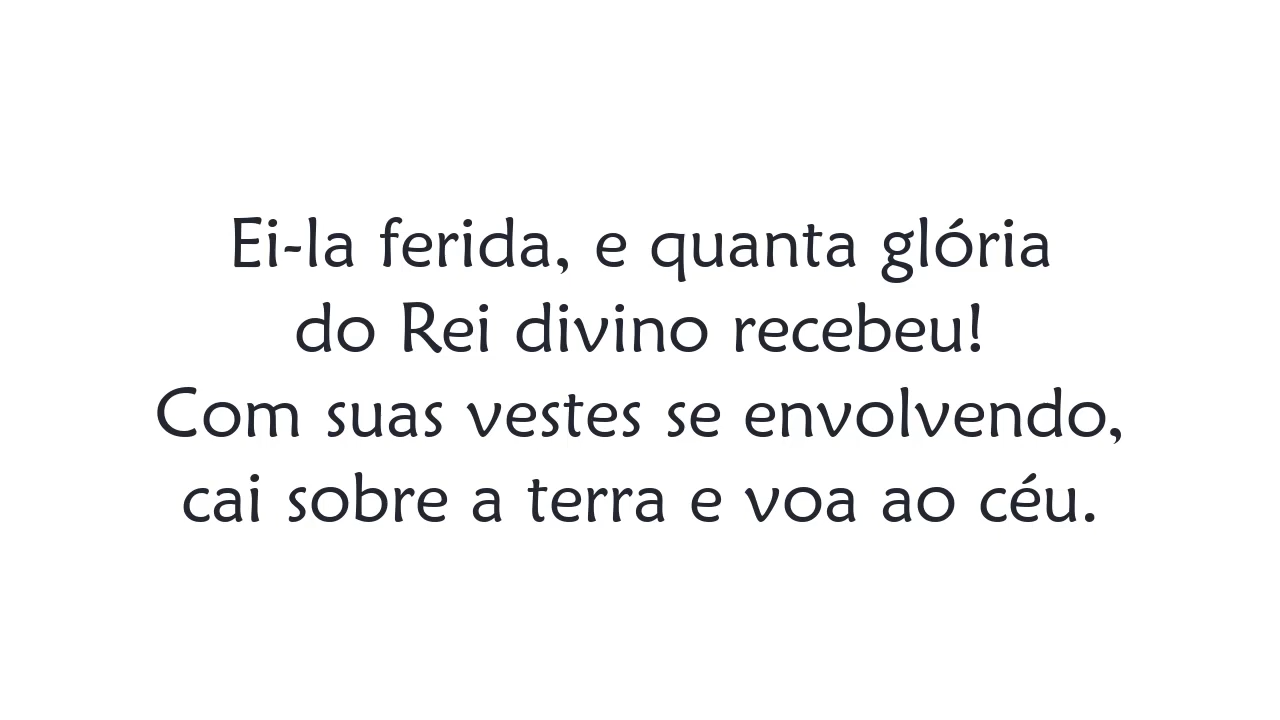 Ei-la ferida, e quanta glória
do Rei divino recebeu!
Com suas vestes se envolvendo,
cai sobre a terra e voa ao céu.